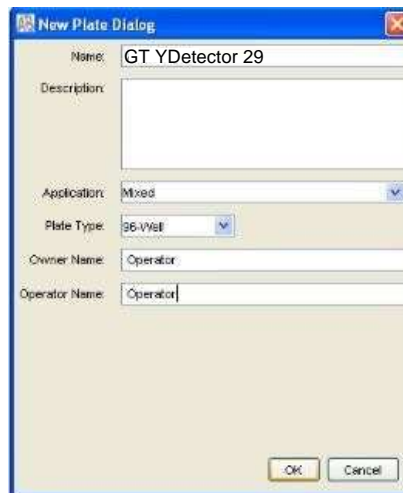 New Plate Dialog
Name: GT YDetector 29
Description:
Application: Mixed
Plate Type: 96-Well
Owner Name: Operator
Operator Name: Operator
OK Cancel